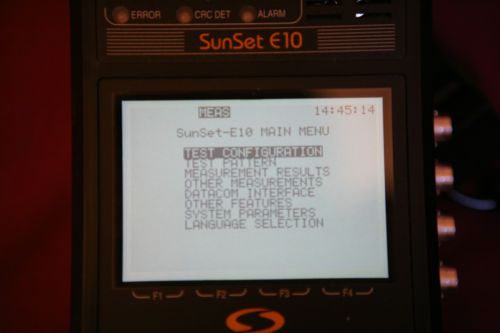 ERROR CRC DET ALARM
SunSet E10
MEAS 14:45:14
SunSet-E10 MAIN MENU
TEST CONFIGURATION
TEST PATTERN
MEASUREMENT RESULTS
OTHER MEASUREMENTS
DATACOM INTERFACE
OTHER FEATURES
SYSTEM PARAMETERS
LANGUAGE SELECTION
F1 F2 F3 F4